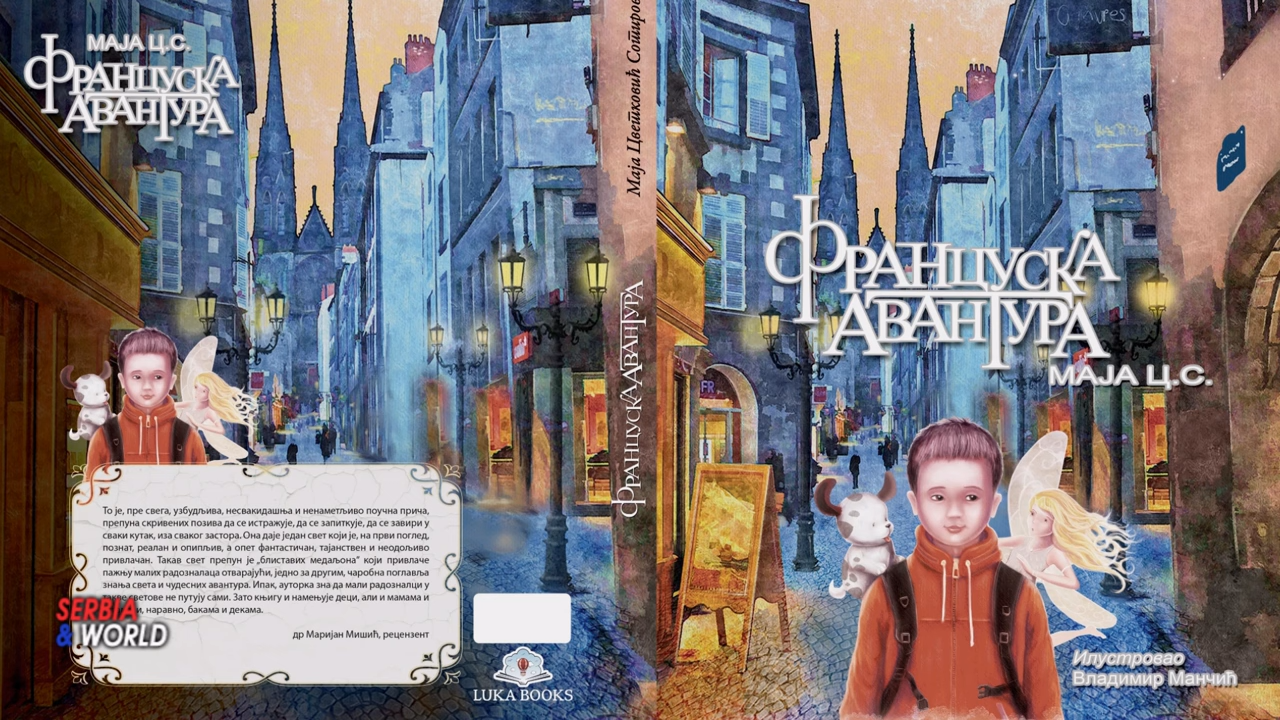 МАЈА Ц.С.
ФРАНЦУСКА
АВАНТУРА
То је, пре свега, узбудљива, несвакидашња и ненаметљиво поучна прича,
препуна скривених позива да се истражује, да се запиткује, да се завири у
сваки кутак, иза сваког застора. Она даје један свет који је, на први поглед,
познат, реалан и опипљив, а опет фантастичан, тајанствен и неодољиво
привлачан. Такав свет препун је „блиставих медаљона“ који привлаче
пажњу малих радозналаца отварајући, једно за другим, чаробна поглавља
знања света и чудесних авантура. Ипак, ауторка зна да мали радозналци у
светове не путују сами. Зато књигу и намењује деци, али и мамама и
наравно, бакама и декама.
др Маријан Мишић, рецензент
SERBIA
& WORLD
LUKA BOOKS
Маја Цветковић
ФРАНЦУСКА АВАНТУРА
ФРАНЦУСКА
АВАНТУРА
МАЈА Ц.С.
FR
Илустровао
Владимир Манчић